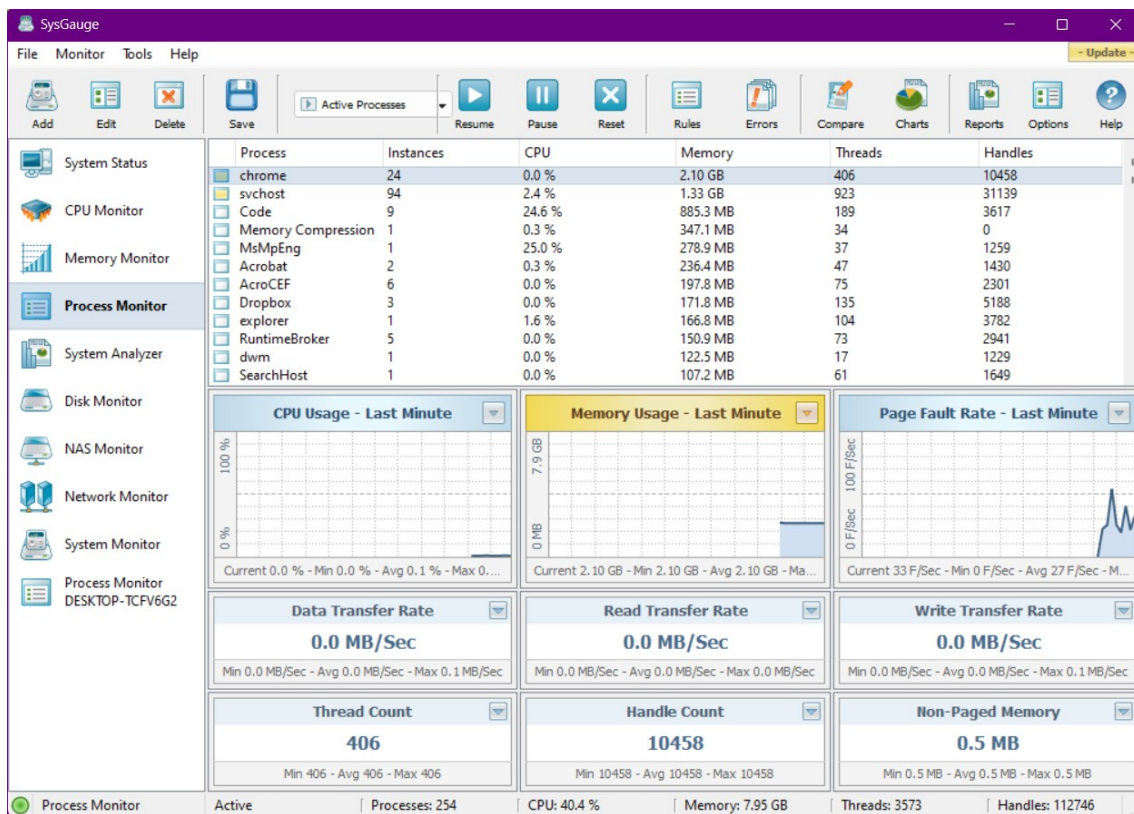 SysGauge
File Monitor Tools Help
- Update -
Active Processes
Add Edit Delete Save Resume Pause Reset Rules Errors Compare Charts Reports Options Help
System Status
CPU Monitor
Memory Monitor
Process Monitor
System Analyzer
Disk Monitor
NAS Monitor
Network Monitor
System Monitor
Process Monitor
DESKTOP-TCFV6G2
Process Instances CPU Memory Threads Handles
chrome 24 0.0 % 2.10 GB 406 10458
svchost 94 2.4 % 1.33 GB 923 31139
Code 9 24.6 % 885.3 MB 189 3617
Memory Compression 1 0.3 % 347.1 MB 34 0
MsMpEng 1 25.0 % 278.9 MB 37 1259
Acrobat 2 0.3 % 236.4 MB 47 1430
AcroCEF 6 0.0 % 197.8 MB 75 2301
Dropbox 3 0.0 % 171.8 MB 135 5188
explorer 1 1.6 % 166.8 MB 104 3782
RuntimeBroker 5 0.0 % 150.9 MB 73 2941
dwm 1 0.0 % 122.5 MB 17 1229
SearchHost 1 0.0 % 107.2 MB 61 1649
CPU Usage - Last Minute
100 %
0 %
Current 0.0 % - Min 0.0 % - Avg 0.1 % - Max 0....
Memory Usage - Last Minute
7.9 GB
0 MB
Current 2.10 GB - Min 2.10 GB - Avg 2.10 GB - Ma...
Page Fault Rate - Last Minute
100 F/Sec
0 F/Sec
Current 33 F/Sec - Min 0 F/Sec - Avg 27 F/Sec - M...
Data Transfer Rate
0.0 MB/Sec
Min 0.0 MB/Sec - Avg 0.0 MB/Sec - Max 0.1 MB/Sec
Read Transfer Rate
0.0 MB/Sec
Min 0.0 MB/Sec - Avg 0.0 MB/Sec - Max 0.0 MB/Sec
Write Transfer Rate
0.0 MB/Sec
Min 0.0 MB/Sec - Avg 0.0 MB/Sec - Max 0.1 MB/Sec
Thread Count
406
Min 406 - Avg 406 - Max 406
Handle Count
10458
Min 10458 - Avg 10458 - Max 10458
Non-Paged Memory
0.5 MB
Min 0.5 MB - Avg 0.5 MB - Max 0.5 MB
Process Monitor Active Processes: 254 CPU: 40.4 % Memory: 7.95 GB Threads: 3573 Handles: 112746